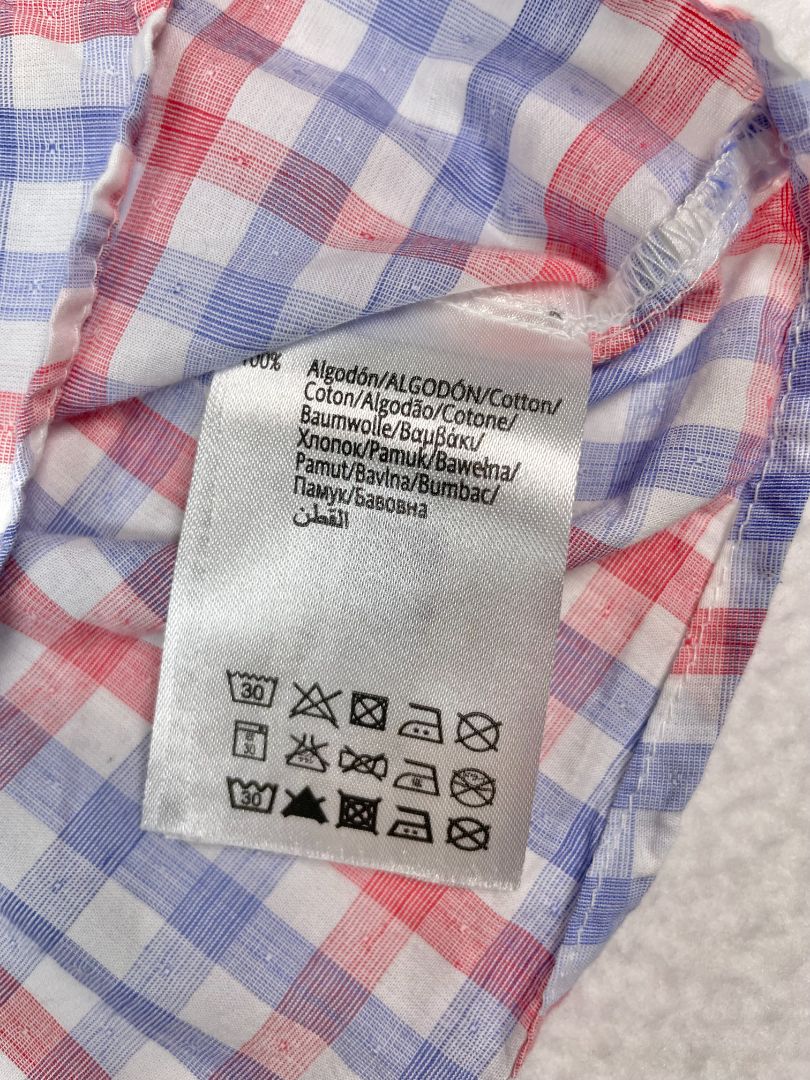 100% Algodón/ALGODÓN/Cotton/
Coton/Algodão/Cotone/
Baumwolle/Βαμβάκι/
Хлопок/Pamuk/Bawełna/
Pamut/Bavlna/Bumbac/
Памук/Бавовна
القطن
30
30
30